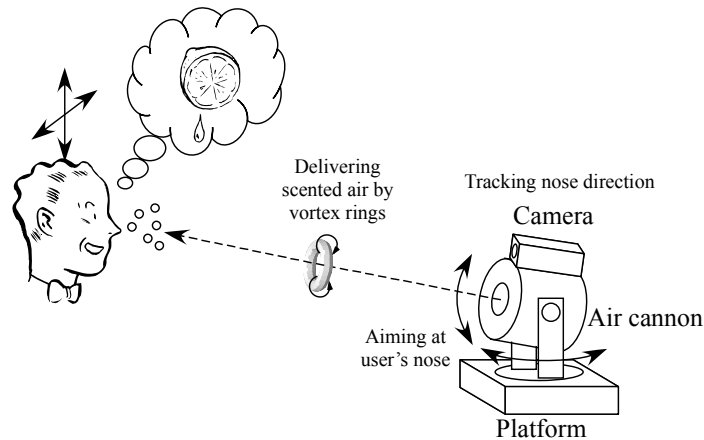 Delivering
scented air by
vortex rings
Tracking nose direction
Camera
Air cannon
Aiming at
user's nose
Platform